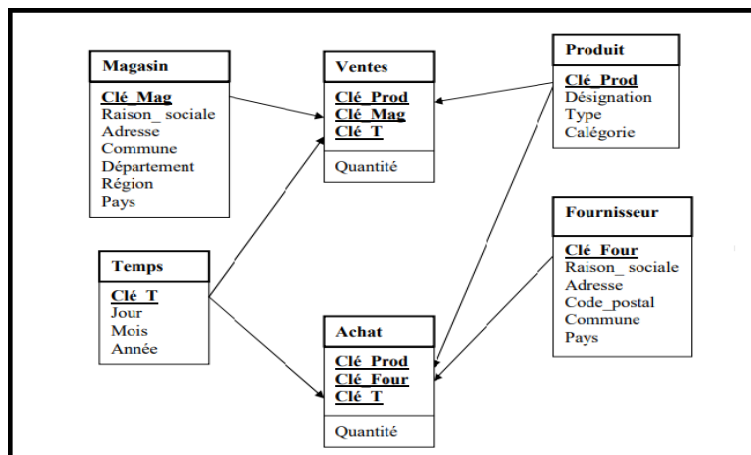 Magasin
Clé_Mag
Raison_ sociale
Adresse
Commune
Département
Région
Pays
Ventes
Clé_Prod
Clé_Mag
Clé_T
Quantité
Produit
Clé_Prod
Désignation
Type
Calégorie
Temps
Clé_T
Jour
Mois
Année
Achat
Clé_Prod
Clé_Four
Clé_T
Quantité
Fournisseur
Clé_Four
Raison_ sociale
Adresse
Code_postal
Commune
Pays